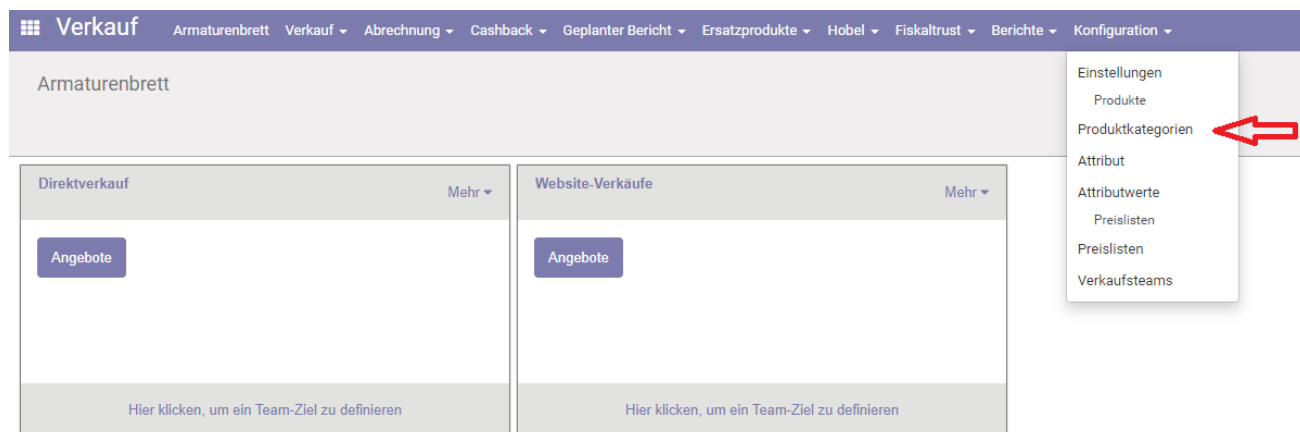 Verkauf Armaturenbrett Verkauf Abrechnung Cashback Geplanter Bericht Ersatzprodukte Hobel Fiskaltrust Berichte Konfiguration
Armaturenbrett
Einstellungen
Produkte
Produktkategorien
Attribut
Attributwerte
Preislisten
Preislisten
Verkaufsteams
Direktverkauf Mehr
Angebote
Hier klicken, um ein Team-Ziel zu definieren
Website-Verkäufe Mehr
Angebote
Hier klicken, um ein Team-Ziel zu definieren